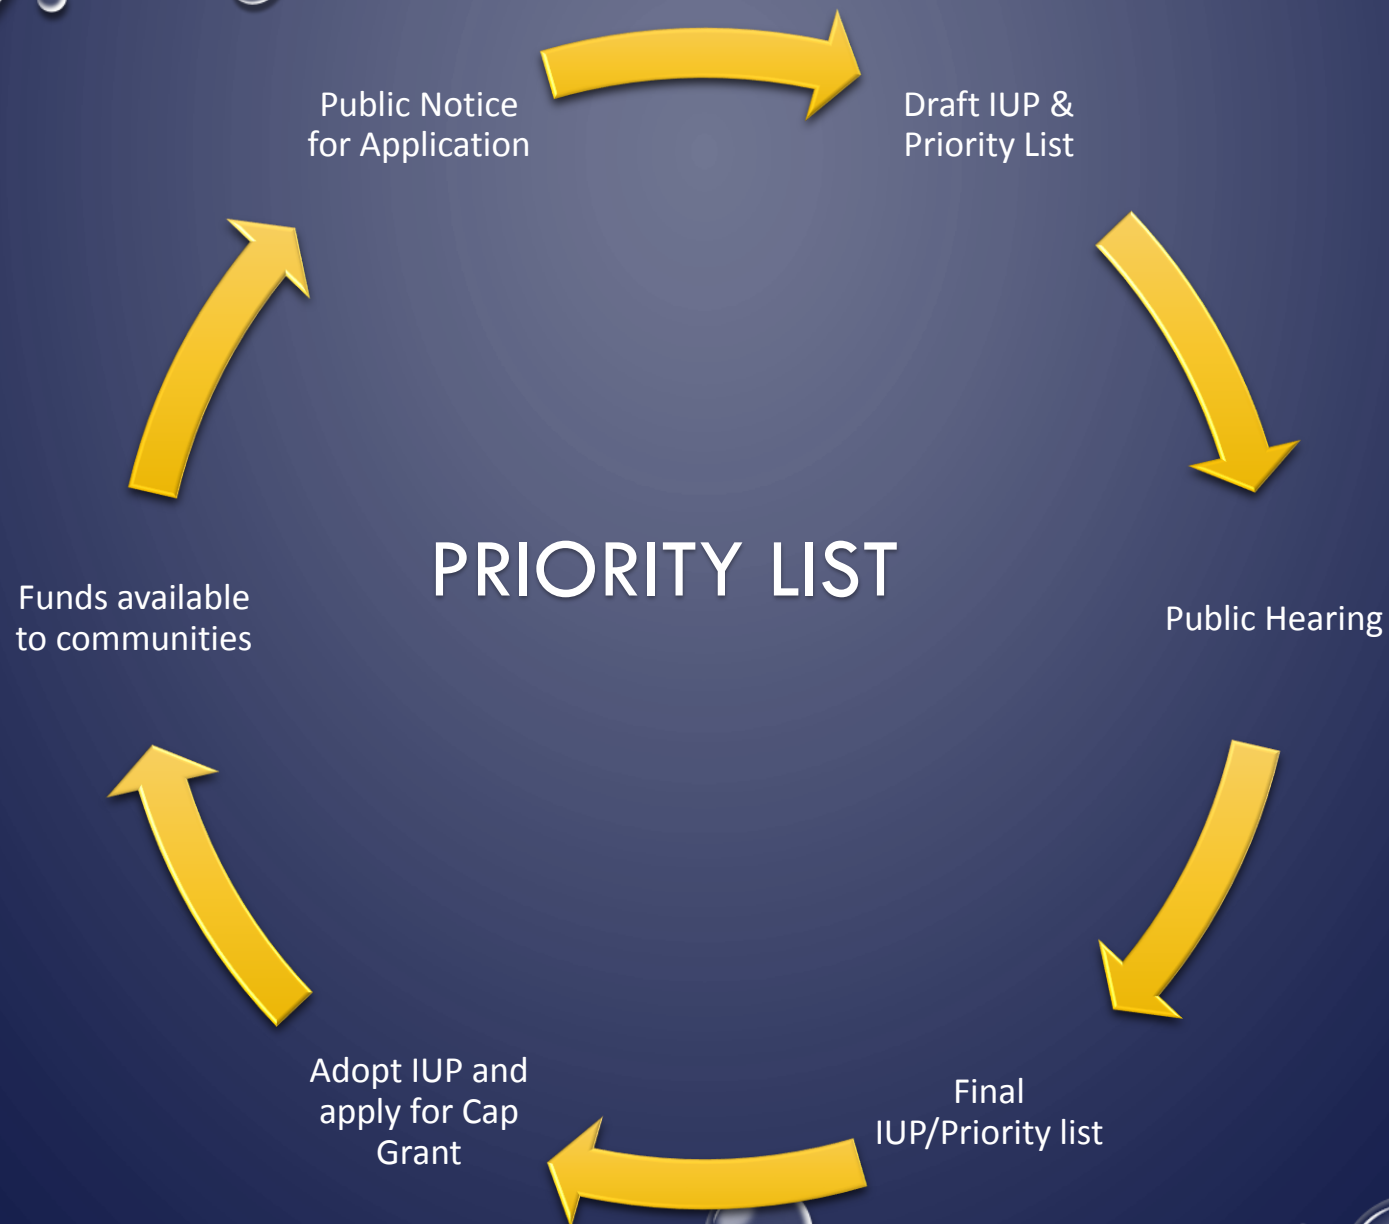 Public Notice
for Application
Draft IUP &
Priority List
PRIORITY LIST
Public Hearing
Final
IUP/Priority list
Adopt IUP and
apply for Cap
Grant
Funds available
to communities